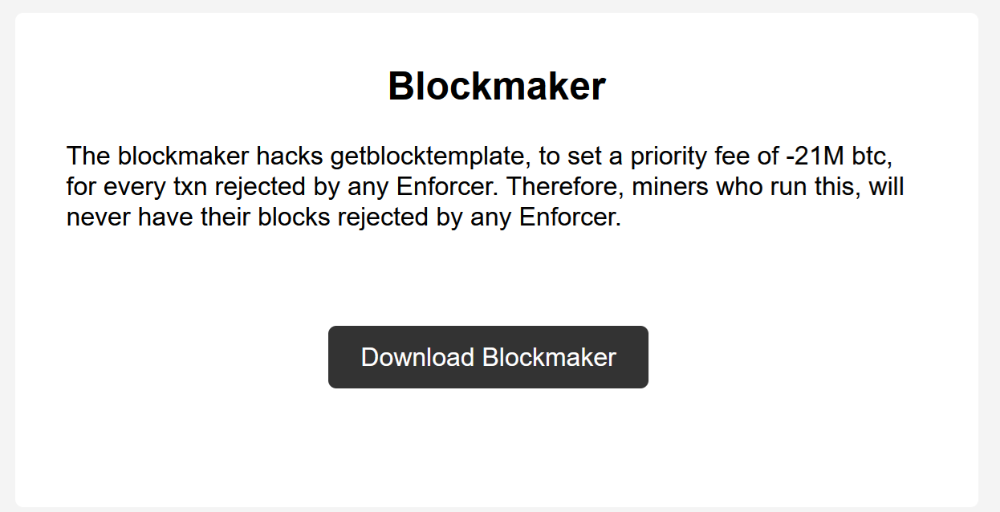 Blockmaker
The blockmaker hacks getblocktemplate, to set a priority fee of -21M btc,
for every txn rejected by any Enforcer. Therefore, miners who run this, will
never have their blocks rejected by any Enforcer.
Download Blockmaker